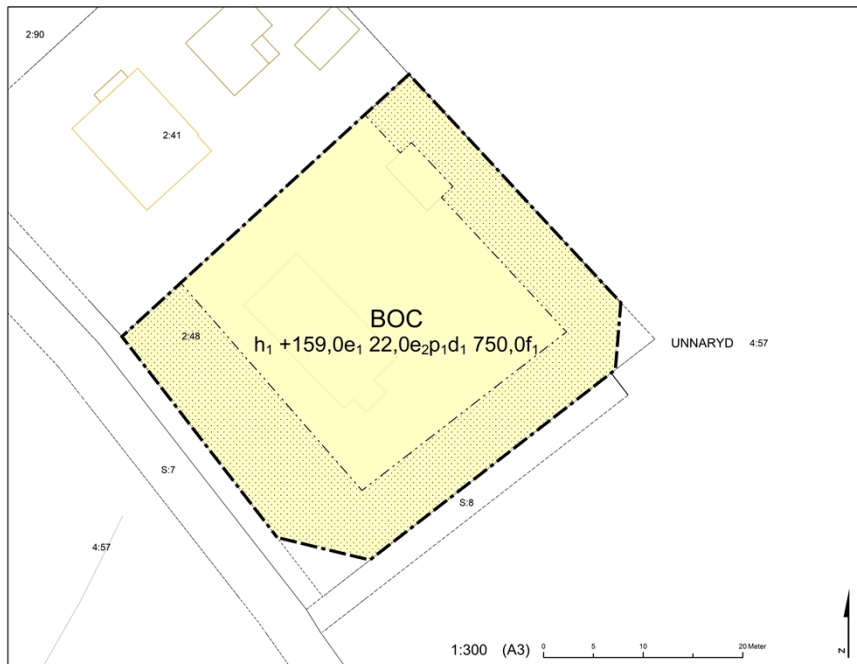 2:90
2:41
BOC
2:48
h₁ +159,0e₁ 22,0e₂p₁d₁ 750,0f₁
UNNARYD 4:57
S:7
S:8
4:57
1:300 (A3) 0 5 10 20 Meter
N